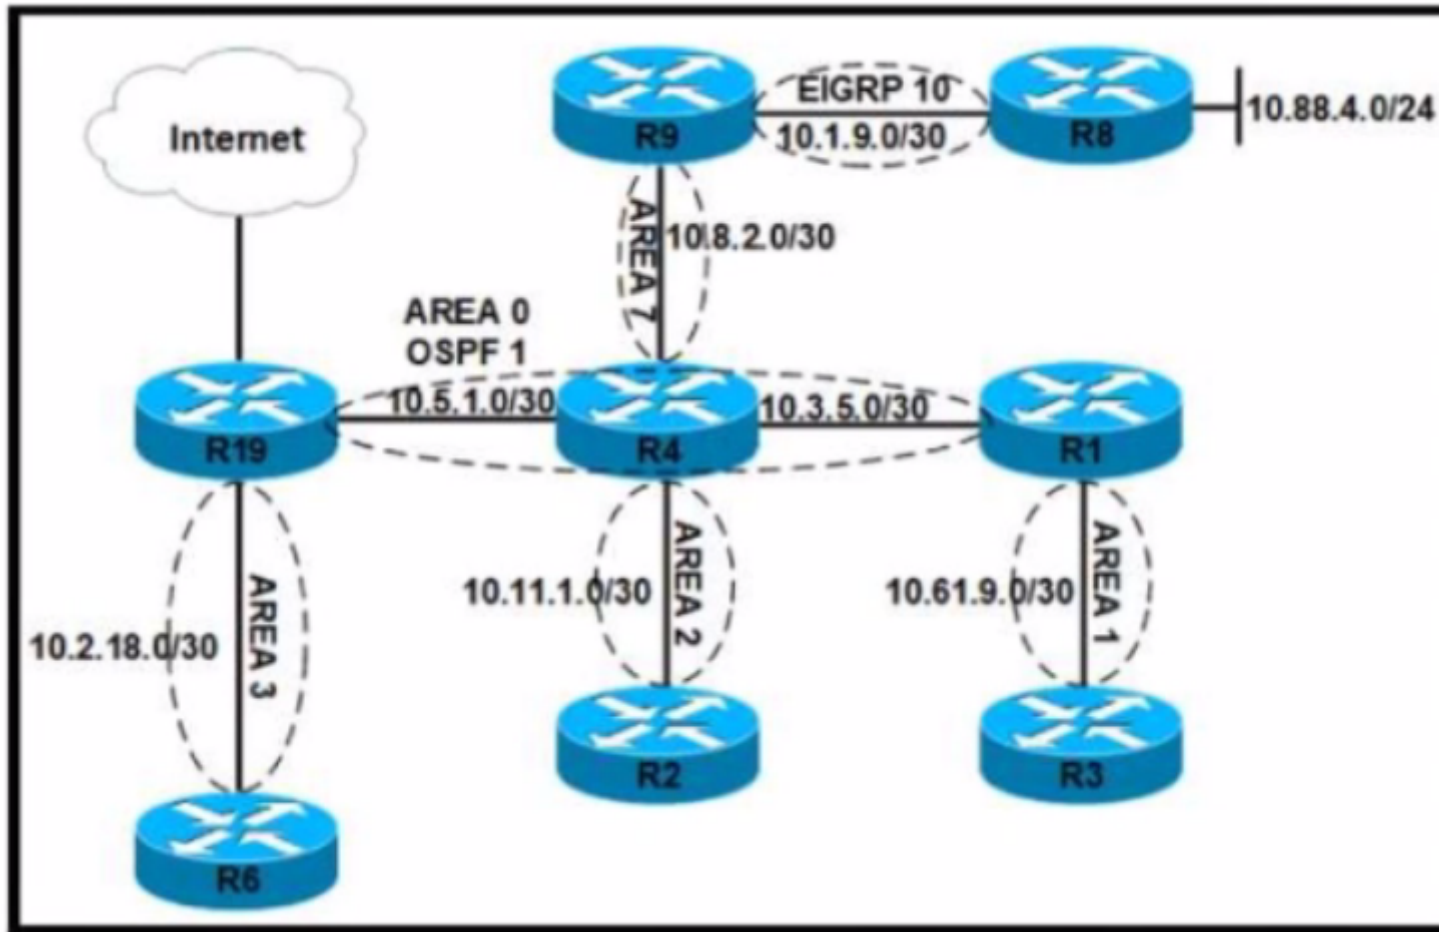 Internet
R9
EIGRP 10
10.1.9.0/30
R8
10.88.4.0/24
AREA 7
10.8.2.0/30
AREA 0
OSPF 1
R19
10.5.1.0/30
R4
10.3.5.0/30
R1
10.2.18.0/30
AREA 3
10.11.1.0/30
AREA 2
10.61.9.0/30
AREA 1
R6
R2
R3